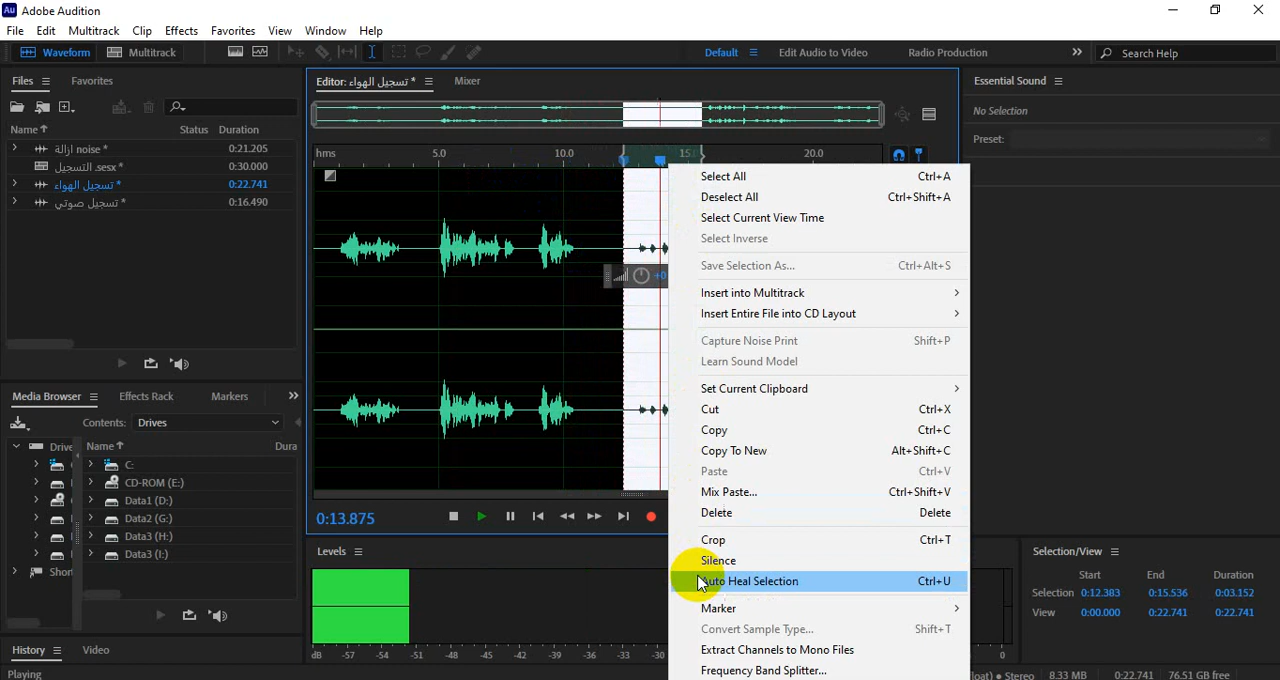 Au Adobe Audition
File Edit Multitrack Clip Effects Favorites View Window Help
Waveform Multitrack Default Edit Audio to Video Radio Production Search Help
Files Favorites
Name Status Duration
ازالة noise * 0:21.205
التسجيل.sesx * 0:30.000
تسجيل الهواء * 0:22.741
تسجيل صوتي * 0:16.490
Media Browser Effects Rack Markers
Contents: Drives
Drive Name Dura
C:
CD-ROM (E:)
Data1 (D:)
Data2 (G:)
Data3 (H:)
Data3 (I:)
Short
History Video
Playing
Editor: تسجيل الهواء * Mixer
hms 5.0 10.0 15.0 20.0
+0
0:13.875
Levels
dB -57 -54 -51 -48 -45 -42 -39 -36 -33 -30 0
Select All Ctrl+A
Deselect All Ctrl+Shift+A
Select Current View Time
Select Inverse
Save Selection As... Ctrl+Alt+S
Insert into Multitrack
Insert Entire File into CD Layout
Capture Noise Print Shift+P
Learn Sound Model
Set Current Clipboard
Cut Ctrl+X
Copy Ctrl+C
Copy To New Alt+Shift+C
Paste Ctrl+V
Mix Paste... Ctrl+Shift+V
Delete Delete
Crop Ctrl+T
Silence
Auto Heal Selection Ctrl+U
Marker
Convert Sample Type... Shift+T
Extract Channels to Mono Files
Frequency Band Splitter...
Essential Sound
No Selection
Preset:
Selection/View
Start End Duration
Selection 0:12.383 0:15.536 0:03.152
View 0:00.000 0:22.741 0:22.741
Stereo 8.33 MB 0:22.741 76.51 GB free